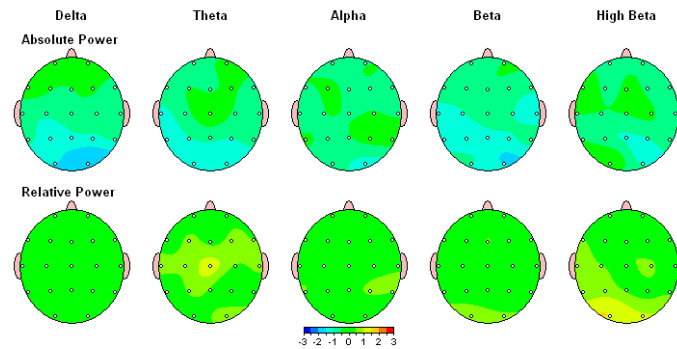 Delta Theta Alpha Beta High Beta
Absolute Power
Relative Power
-3 -2 -1 0 1 2 3